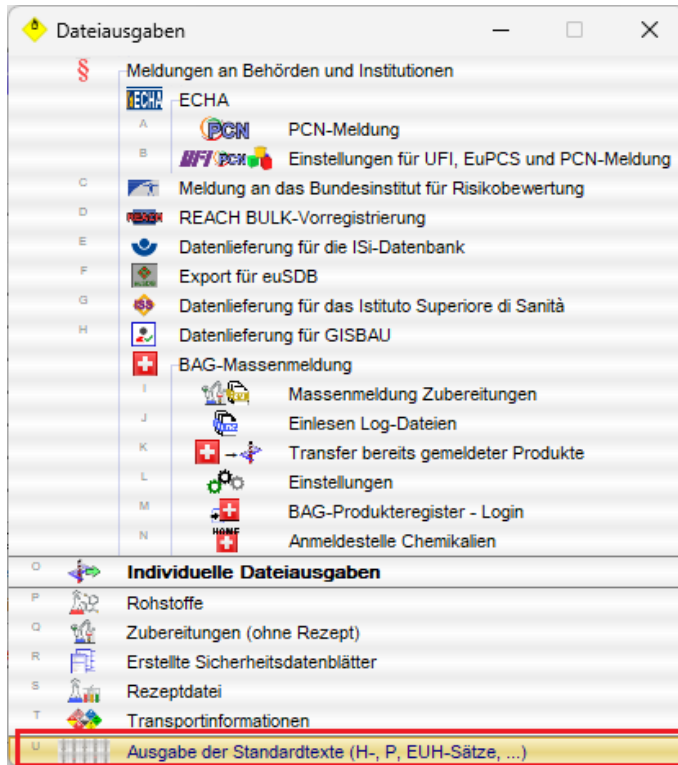 Dateiausgaben
§ Meldungen an Behörden und Institutionen
ECHA ECHA
A PCN PCN-Meldung
B UFI PCN Einstellungen für UFI, EuPCS und PCN-Meldung
C Meldung an das Bundesinstitut für Risikobewertung
D REACH REACH BULK-Vorregistrierung
E Datenlieferung für die ISi-Datenbank
F euSDB Export für euSDB
G ISS Datenlieferung für das Istituto Superiore di Sanità
H Datenlieferung für GISBAU
BAG-Massenmeldung
I Massenmeldung Zubereitungen
J Einlesen Log-Dateien
K Transfer bereits gemeldeter Produkte
L Einstellungen
M BAG-Produkteregister - Login
N HOME Anmeldestelle Chemikalien
O Individuelle Dateiausgaben
P Rohstoffe
Q Zubereitungen (ohne Rezept)
R Erstellte Sicherheitsdatenblätter
S Rezeptdatei
T Transportinformationen
U Ausgabe der Standardtexte (H-, P, EUH-Sätze, ...)